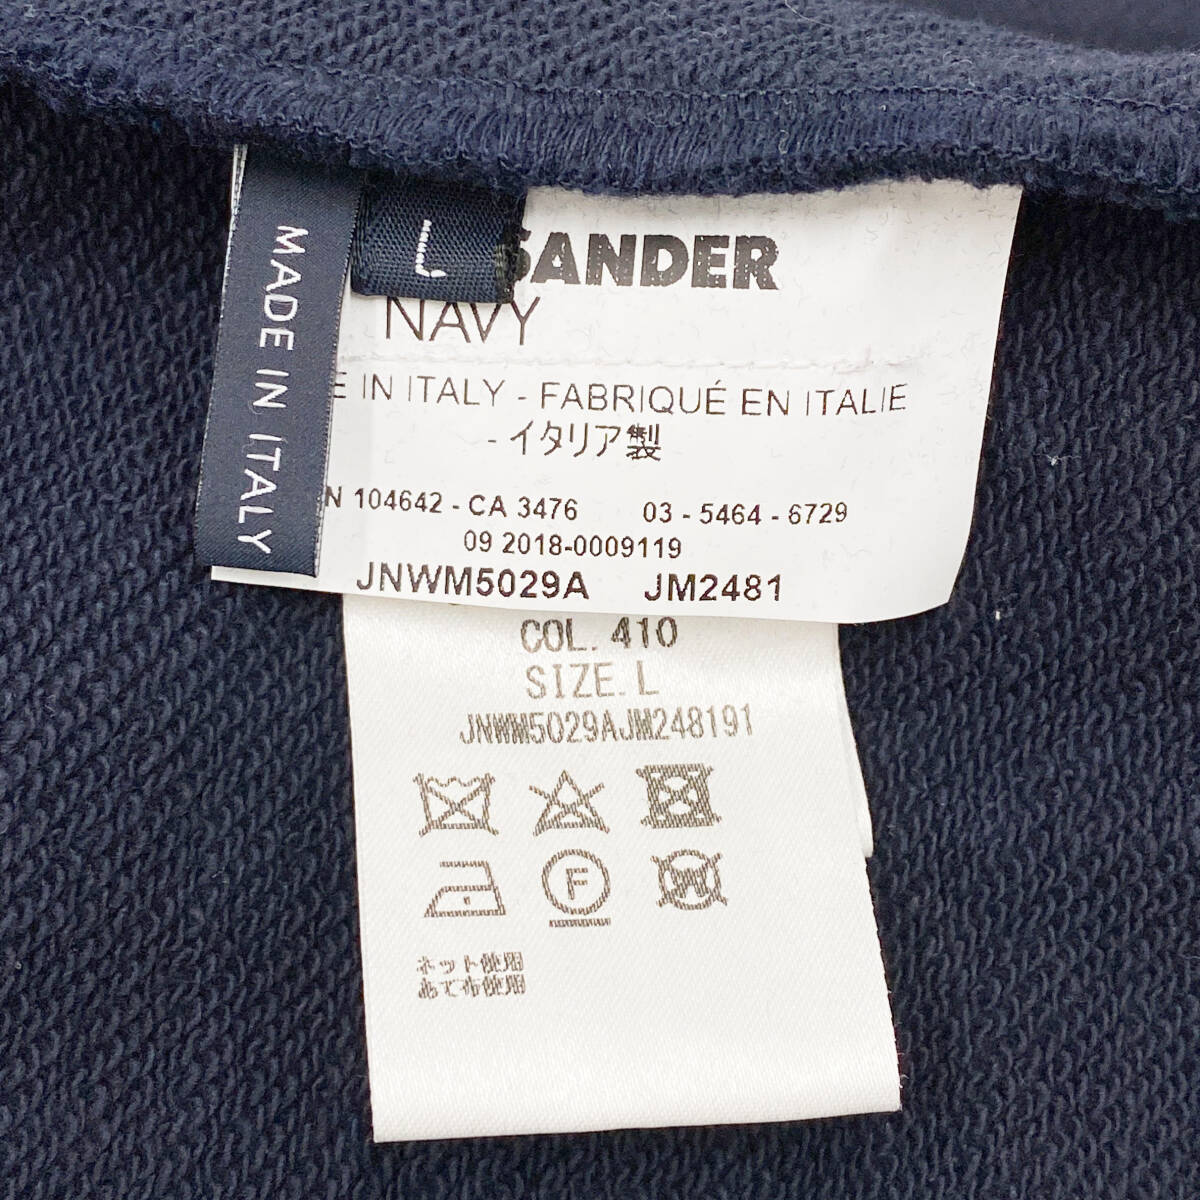 MADE IN ITALY
L
SANDER
NAVY
E IN ITALY - FABRIQUÉ EN ITALIE
- イタリア製
N 104642 - CA 3476 03 - 5464 - 6729
09 2018-0009119
JNWM5029A JM2481
COL. 410
SIZE. L
JNWM5029AJM248191
F
ネット使用
あて布使用